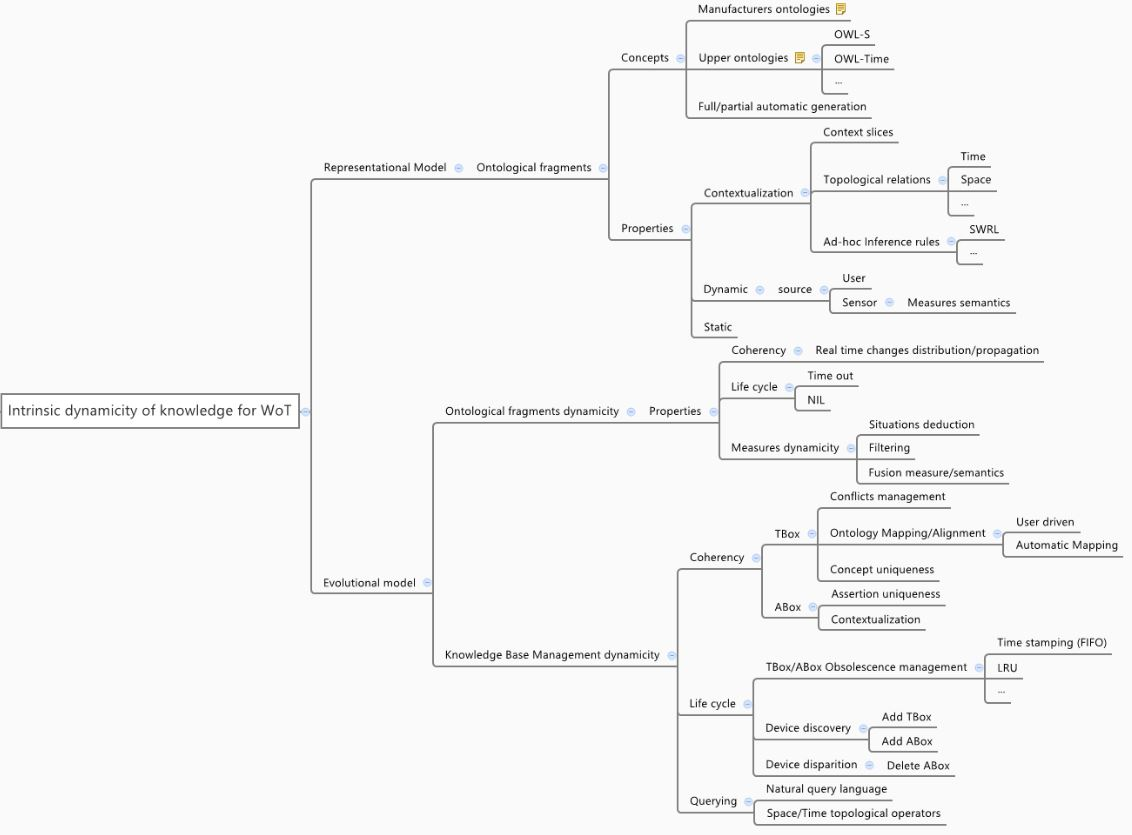 Manufacturers ontologies
OWL-S
Concepts
Upper ontologies
OWL-Time
...
Full/partial automatic generation
Context slices
Time
Representational Model
Ontological fragments
Topological relations
Space
Contextualization
...
Properties
SWRL
Ad-hoc Inference rules
...
User
Dynamic
source
Sensor
Measures semantics
Static
Coherency
Real time changes distribution/propagation
Time out
Life cycle
NIL
Intrinsic dynamicity of knowledge for WoT
Ontological fragments dynamicity
Properties
Situations deduction
Measures dynamicity
Filtering
Fusion measure/semantics
Conflicts management
User driven
TBox
Ontology Mapping/Alignment
Automatic Mapping
Coherency
Concept uniqueness
Evolutional model
Assertion uniqueness
ABox
Contextualization
Knowledge Base Management dynamicity
Time stamping (FIFO)
TBox/ABox Obsolescence management
LRU
...
Life cycle
Add TBox
Device discovery
Add ABox
Device disparition
Delete ABox
Natural query language
Querying
Space/Time topological operators